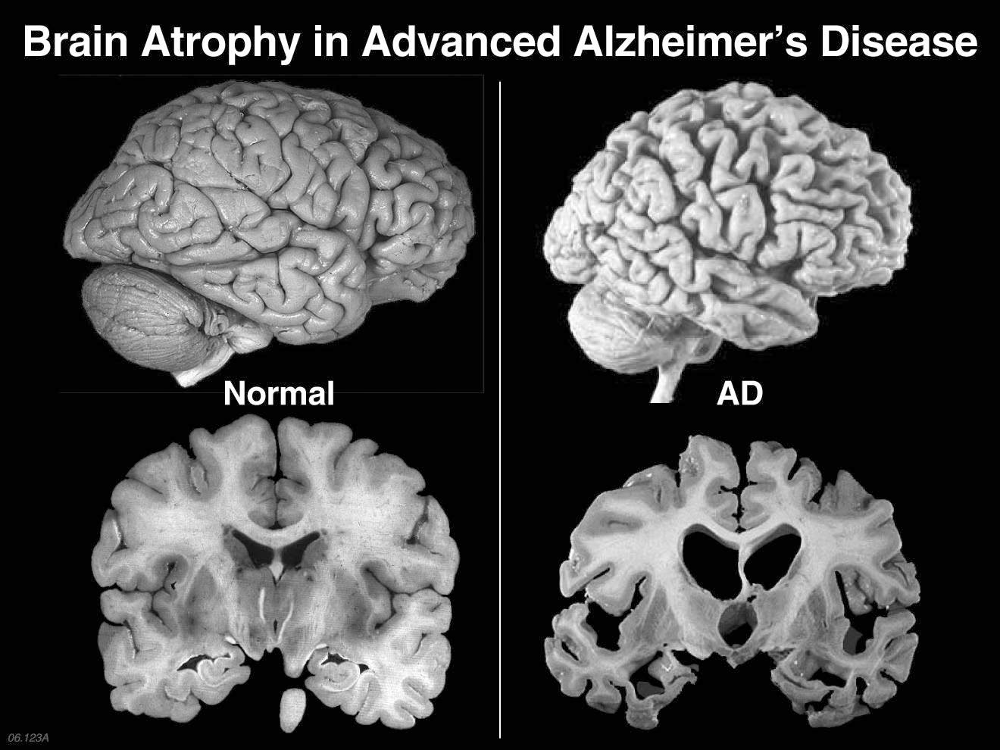 Brain Atrophy in Advanced Alzheimer’s Disease
Normal
AD
06.123A